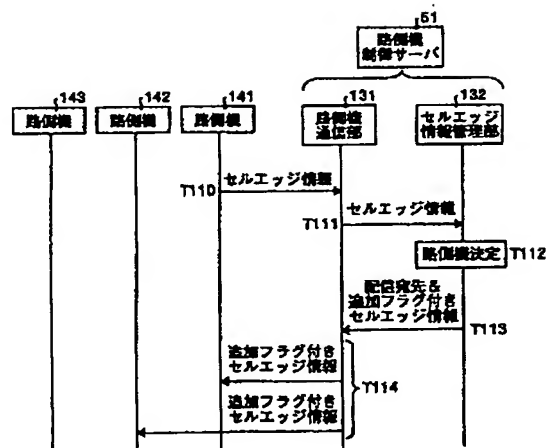 51
路側機
制御サーバ
143
142
141
131
132
路側機
路側機
路側機
路側機
通信部
セルエッジ
情報管理部
T110
セルエッジ情報
T111
セルエッジ情報
路側機決定
T112
配信宛先&
追加フラグ付き
セルエッジ情報
T113
追加フラグ付き
セルエッジ情報
T114
追加フラグ付き
セルエッジ情報